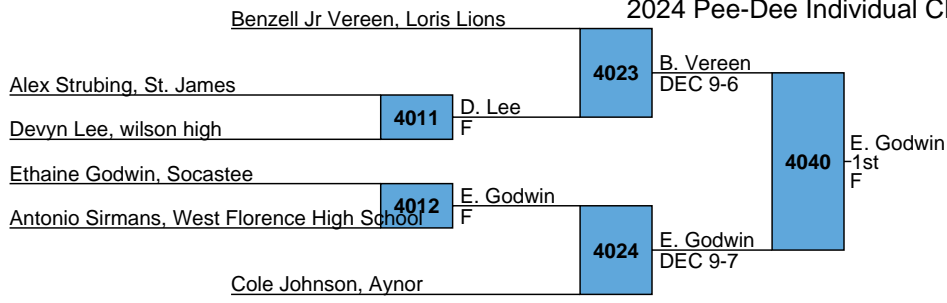 2024 Pee-Dee Individual C
Benzell Jr Vereen, Loris Lions
4023
B. Vereen
DEC 9-6
Alex Strubing, St. James
4011
D. Lee
F
Devyn Lee, wilson high
4040
E. Godwin
1st
F
Ethaine Godwin, Socastee
4012
E. Godwin
F
Antonio Sirmans, West Florence High School
4024
E. Godwin
DEC 9-7
Cole Johnson, Aynor